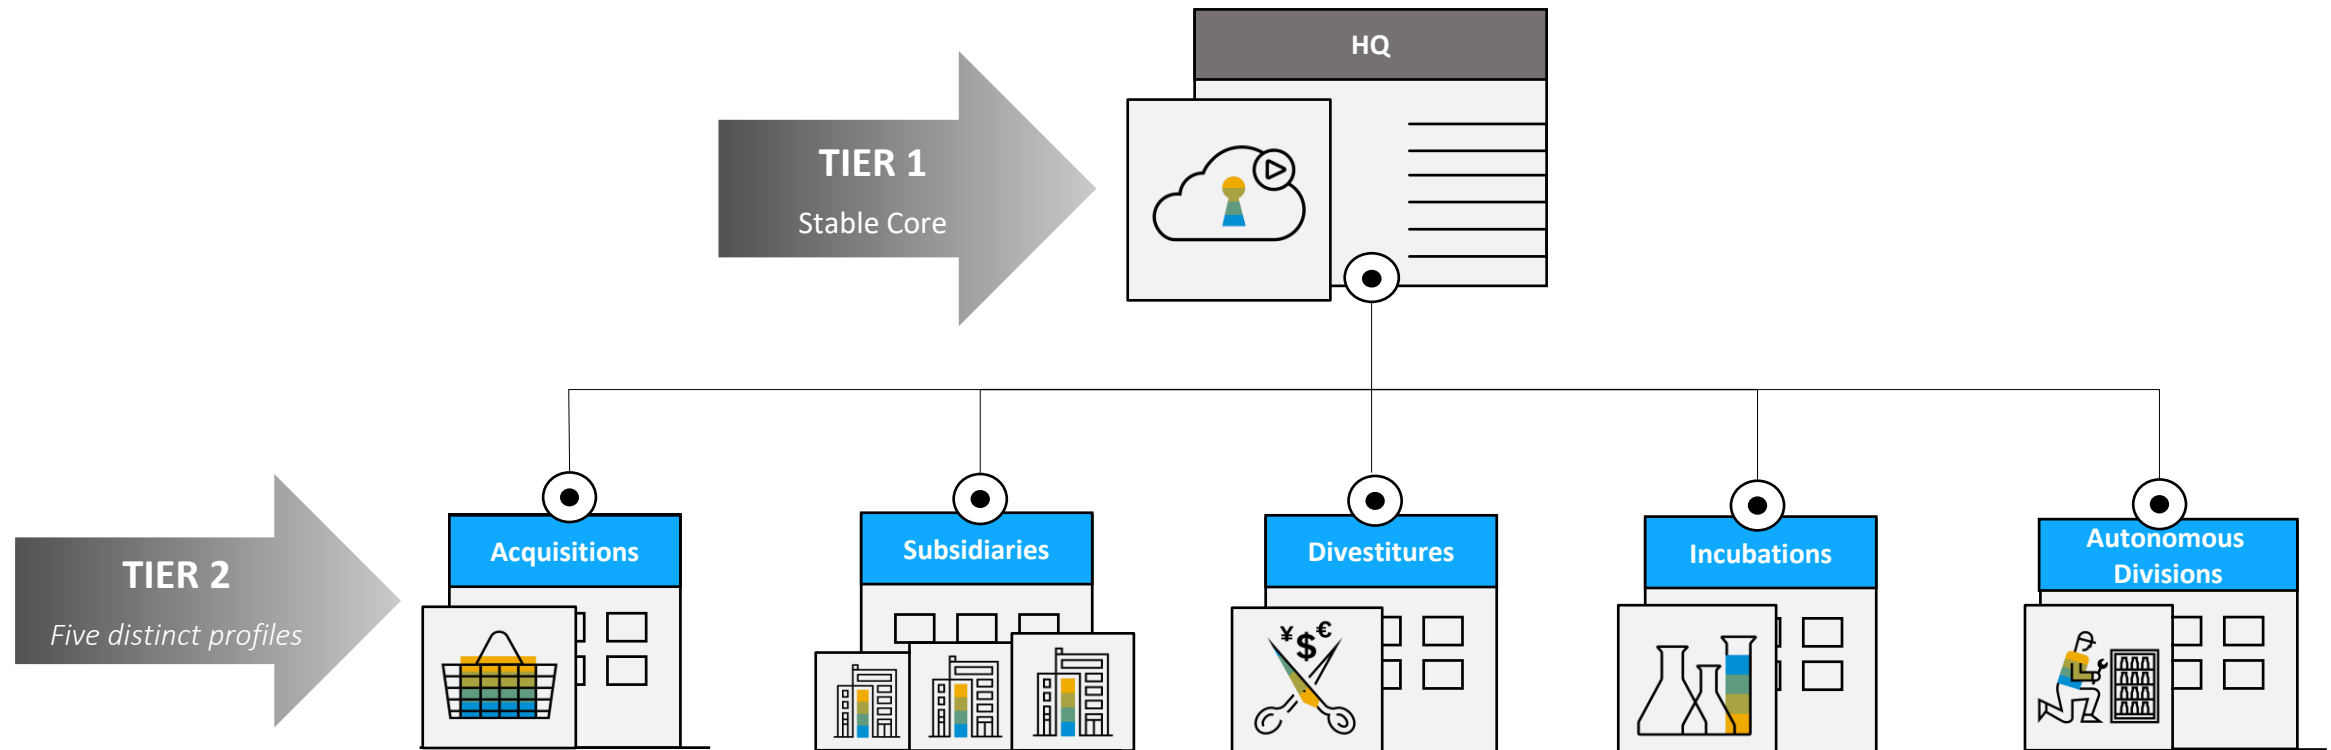 HQ
TIER 1
Stable Core
TIER 2
Five distinct profiles
Acquisitions
Subsidiaries
Divestitures
Incubations
Autonomous
Divisions
¥$€